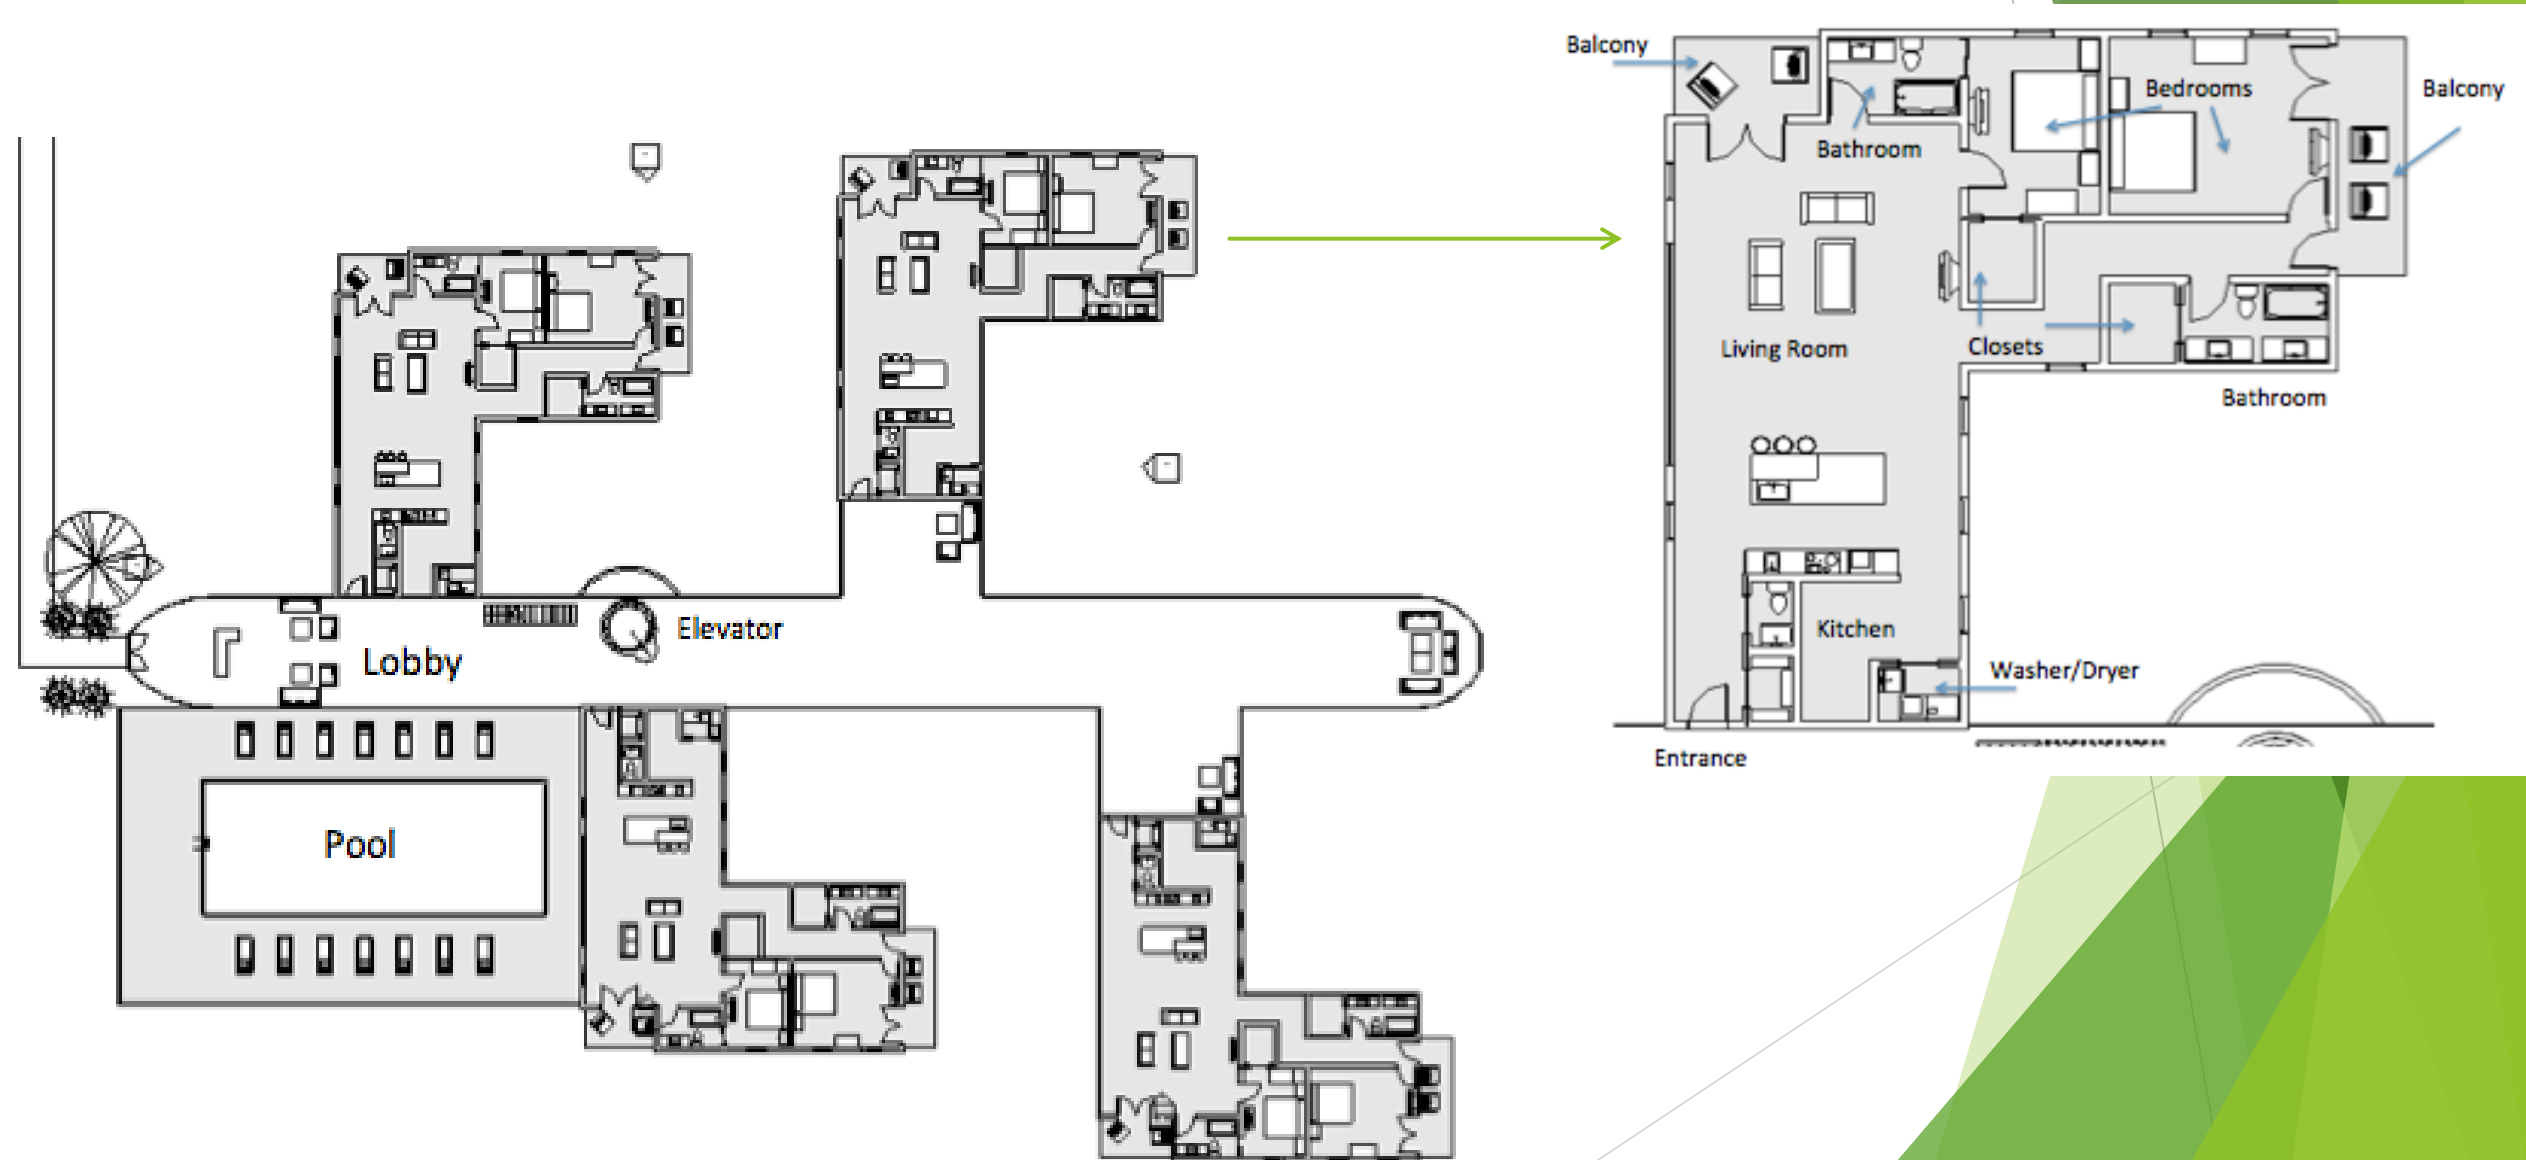 Balcony
Bedrooms
Balcony
Bathroom
Living Room
Closets
Bathroom
Kitchen
Washer/Dryer
Entrance
Elevator
Lobby
Pool